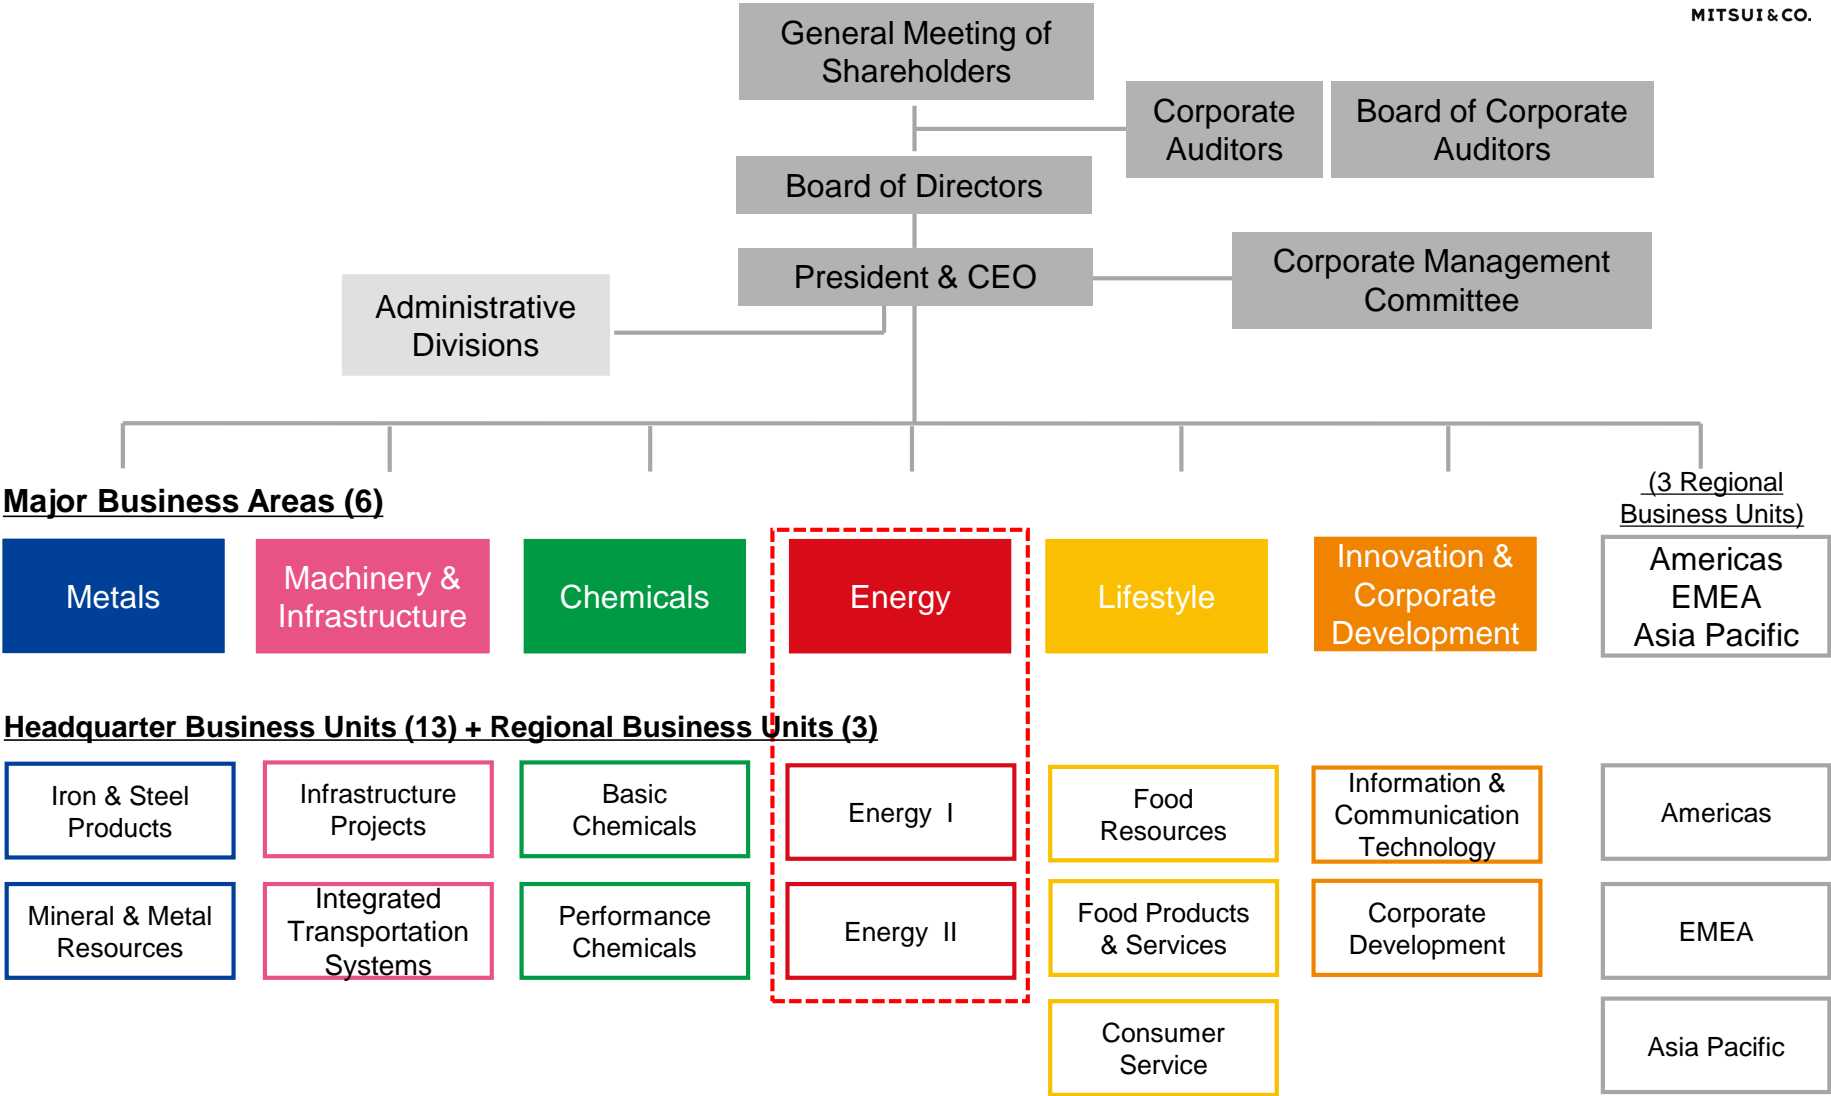 MITSUI & CO.
General Meeting of
Shareholders
Corporate
Auditors
Board of Corporate
Auditors
Board of Directors
President & CEO
Corporate Management
Committee
Administrative
Divisions
Major Business Areas (6)
(3 Regional
Business Units)
Metals
Machinery &
Infrastructure
Chemicals
Energy
Lifestyle
Innovation &
Corporate
Development
Americas
EMEA
Asia Pacific
Headquarter Business Units (13) + Regional Business Units (3)
Iron & Steel
Products
Infrastructure
Projects
Basic
Chemicals
Energy I
Food
Resources
Information &
Communication
Technology
Americas
Mineral & Metal
Resources
Integrated
Transportation
Systems
Performance
Chemicals
Energy II
Food Products
& Services
Corporate
Development
EMEA
Consumer
Service
Asia Pacific